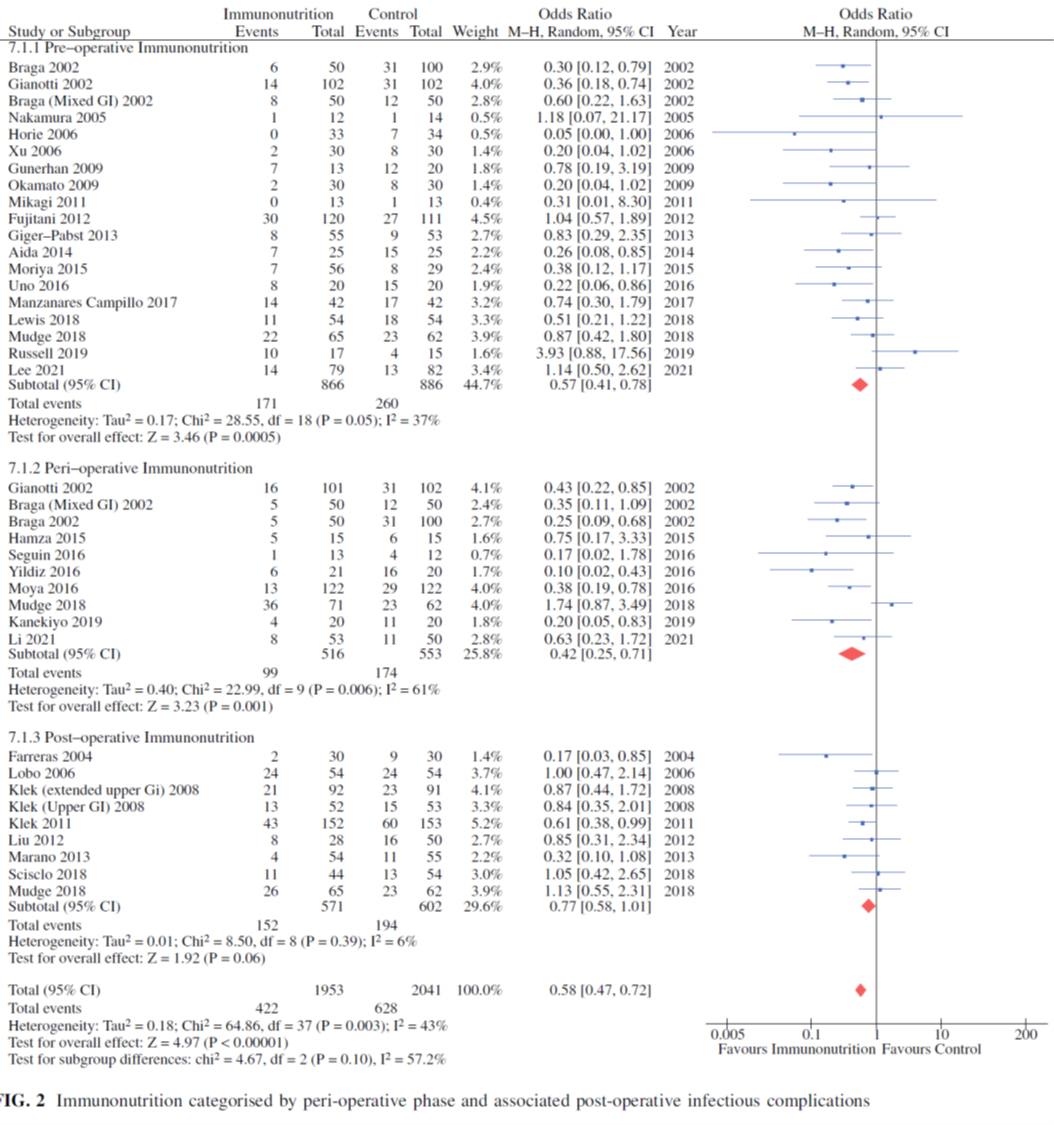 Immunonutrition Control Odds Ratio Odds Ratio
Study or Subgroup Events Total Events Total Weight M–H, Random, 95% CI Year M–H, Random, 95% CI
7.1.1 Pre–operative Immunonutrition
Braga 2002 6 50 31 100 2.9% 0.30 [0.12, 0.79] 2002
Gianotti 2002 14 102 31 102 4.0% 0.36 [0.18, 0.74] 2002
Braga (Mixed GI) 2002 8 50 12 50 2.8% 0.60 [0.22, 1.63] 2002
Nakamura 2005 1 12 1 14 0.5% 1.18 [0.07, 21.17] 2005
Horie 2006 0 33 7 34 0.5% 0.05 [0.00, 1.00] 2006
Xu 2006 2 30 8 30 1.4% 0.20 [0.04, 1.02] 2006
Gunerhan 2009 7 13 12 20 1.8% 0.78 [0.19, 3.19] 2009
Okamato 2009 2 30 8 30 1.4% 0.20 [0.04, 1.02] 2009
Mikagi 2011 0 13 1 13 0.4% 0.31 [0.01, 8.30] 2011
Fujitani 2012 30 120 27 111 4.5% 1.04 [0.57, 1.89] 2012
Giger–Pabst 2013 8 55 9 53 2.7% 0.83 [0.29, 2.35] 2013
Aida 2014 7 25 15 25 2.2% 0.26 [0.08, 0.85] 2014
Moriya 2015 7 56 8 29 2.4% 0.38 [0.12, 1.17] 2015
Uno 2016 8 20 15 20 1.9% 0.22 [0.06, 0.86] 2016
Manzanares Campillo 2017 14 42 17 42 3.2% 0.74 [0.30, 1.79] 2017
Lewis 2018 11 54 18 54 3.3% 0.51 [0.21, 1.22] 2018
Mudge 2018 22 65 23 62 3.9% 0.87 [0.42, 1.80] 2018
Russell 2019 10 17 4 15 1.6% 3.93 [0.88, 17.56] 2019
Lee 2021 14 79 13 82 3.4% 1.14 [0.50, 2.62] 2021
Subtotal (95% CI) 866 886 44.7% 0.57 [0.41, 0.78]
Total events 171 260
Heterogeneity: Tau² = 0.17; Chi² = 28.55, df = 18 (P = 0.05); I² = 37%
Test for overall effect: Z = 3.46 (P = 0.0005)
7.1.2 Peri–operative Immunonutrition
Gianotti 2002 16 101 31 102 4.1% 0.43 [0.22, 0.85] 2002
Braga (Mixed GI) 2002 5 50 12 50 2.4% 0.35 [0.11, 1.09] 2002
Braga 2002 5 50 31 100 2.7% 0.25 [0.09, 0.68] 2002
Hamza 2015 5 15 6 15 1.6% 0.75 [0.17, 3.33] 2015
Seguin 2016 1 13 4 12 0.7% 0.17 [0.02, 1.78] 2016
Yildiz 2016 6 21 16 20 1.7% 0.10 [0.02, 0.43] 2016
Moya 2016 13 122 29 122 4.0% 0.38 [0.19, 0.78] 2016
Mudge 2018 36 71 23 62 4.0% 1.74 [0.87, 3.49] 2018
Kanekiyo 2019 4 20 11 20 1.8% 0.20 [0.05, 0.83] 2019
Li 2021 8 53 11 50 2.8% 0.63 [0.23, 1.72] 2021
Subtotal (95% CI) 516 553 25.8% 0.42 [0.25, 0.71]
Total events 99 174
Heterogeneity: Tau² = 0.40; Chi² = 22.99, df = 9 (P = 0.006); I² = 61%
Test for overall effect: Z = 3.23 (P = 0.001)
7.1.3 Post–operative Immunonutrition
Farreras 2004 2 30 9 30 1.4% 0.17 [0.03, 0.85] 2004
Lobo 2006 24 54 24 54 3.7% 1.00 [0.47, 2.14] 2006
Klek (extended upper Gi) 2008 21 92 23 91 4.1% 0.87 [0.44, 1.72] 2008
Klek (Upper GI) 2008 13 52 15 53 3.3% 0.84 [0.35, 2.01] 2008
Klek 2011 43 152 60 153 5.2% 0.61 [0.38, 0.99] 2011
Liu 2012 8 28 16 50 2.7% 0.85 [0.31, 2.34] 2012
Marano 2013 4 54 11 55 2.2% 0.32 [0.10, 1.08] 2013
Scisclo 2018 11 44 13 54 3.0% 1.05 [0.42, 2.65] 2018
Mudge 2018 26 65 23 62 3.9% 1.13 [0.55, 2.31] 2018
Subtotal (95% CI) 571 602 29.6% 0.77 [0.58, 1.01]
Total events 152 194
Heterogeneity: Tau² = 0.01; Chi² = 8.50, df = 8 (P = 0.39); I² = 6%
Test for overall effect: Z = 1.92 (P = 0.06)
Total (95% CI) 1953 2041 100.0% 0.58 [0.47, 0.72]
Total events 422 628
Heterogeneity: Tau² = 0.18; Chi² = 64.86, df = 37 (P = 0.003); I² = 43%
Test for overall effect: Z = 4.97 (P < 0.00001)
Test for subgroup differences: chi² = 4.67, df = 2 (P = 0.10), I² = 57.2%
0.005 0.1 1 10 200
Favours Immunonutrition Favours Control
FIG. 2 Immunonutrition categorised by peri-operative phase and associated post-operative infectious complications